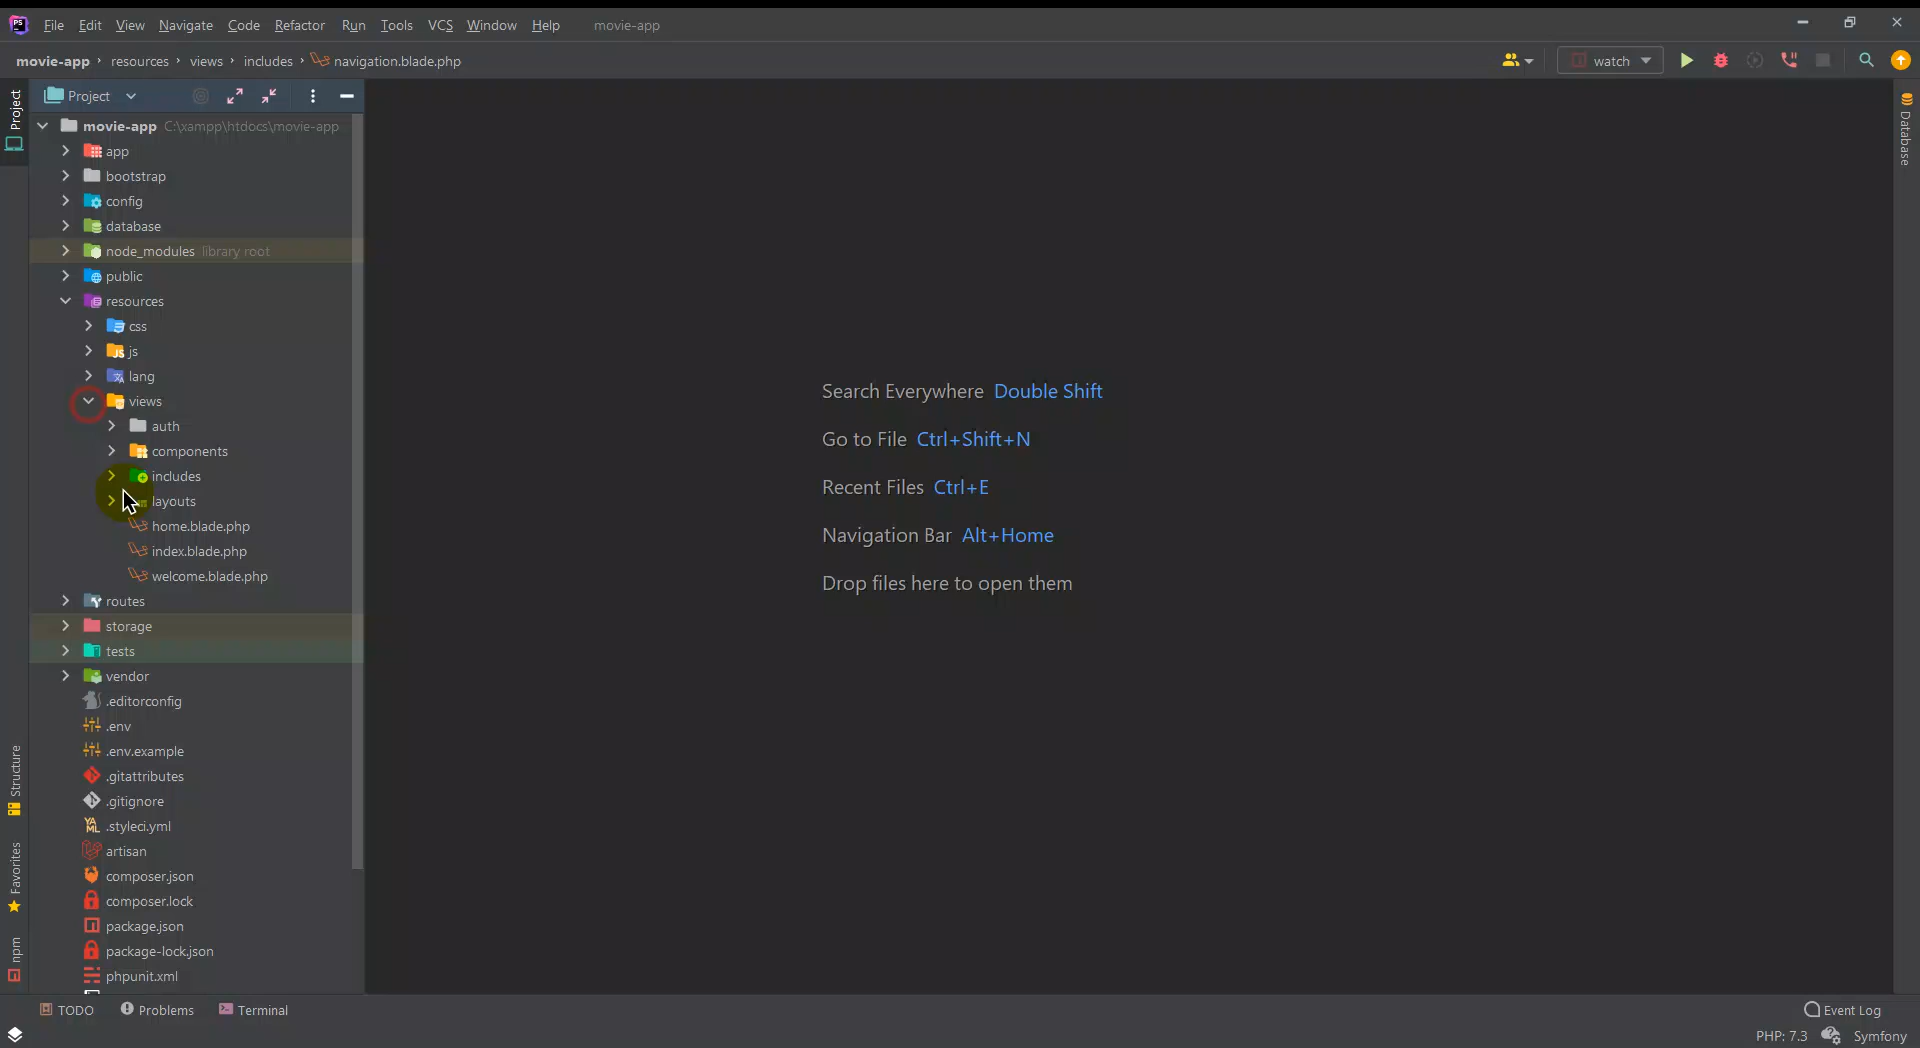 PS File Edit View Navigate Code Refactor Run Tools VCS Window Help movie-app
movie-app resources views includes navigation.blade.php
watch
Project
Project
movie-app C:\xampp\htdocs\movie-app
app
bootstrap
config
database
node_modules library root
public
resources
css
JS js
lang
views
auth
components
includes
layouts
home.blade.php
index.blade.php
welcome.blade.php
routes
storage
tests
vendor
.editorconfig
.env
.env.example
.gitattributes
.gitignore
YAML .styleci.yml
artisan
composer.json
composer.lock
package.json
package-lock.json
phpunit.xml
Search Everywhere Double Shift
Go to File Ctrl+Shift+N
Recent Files Ctrl+E
Navigation Bar Alt+Home
Drop files here to open them
Database
Structure
Favorites
npm
TODO Problems Terminal
Event Log
PHP: 7.3 Symfony